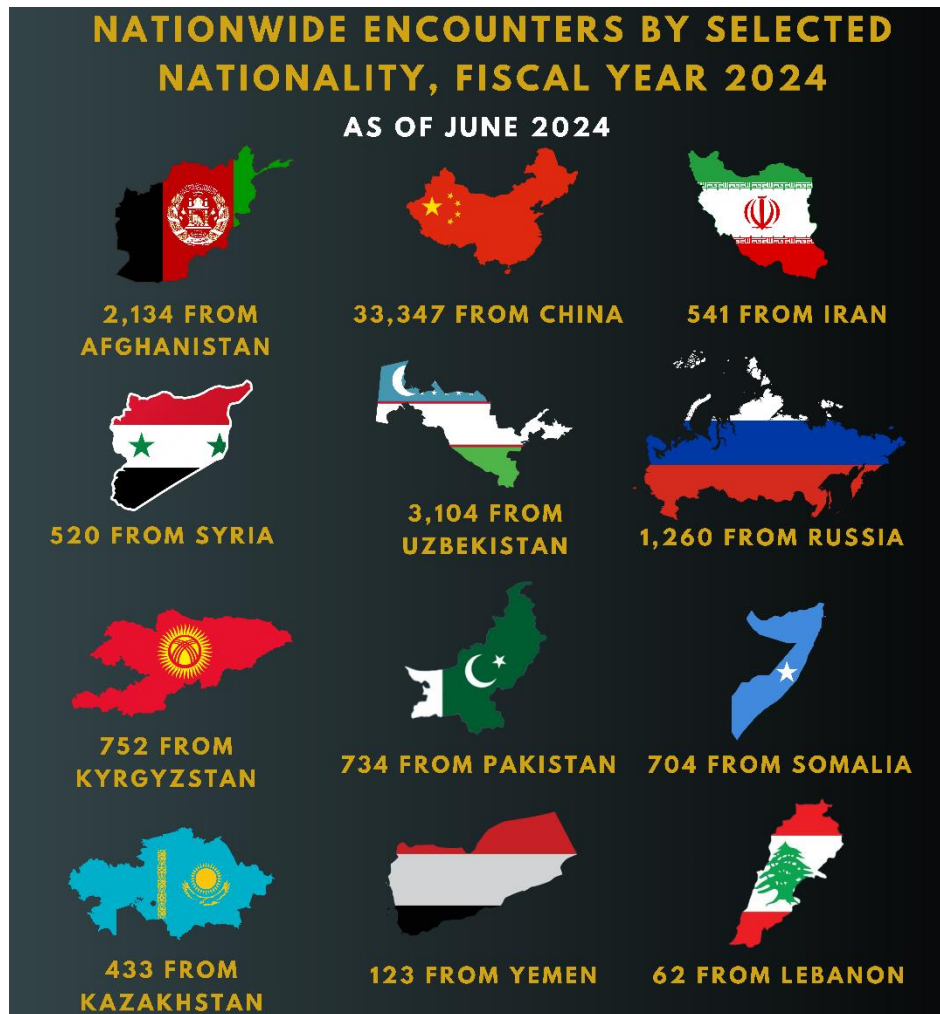 NATIONWIDE ENCOUNTERS BY SELECTED
NATIONALITY, FISCAL YEAR 2024
AS OF JUNE 2024
2,134 FROM
AFGHANISTAN
33,347 FROM CHINA
541 FROM IRAN
520 FROM SYRIA
3,104 FROM
UZBEKISTAN
1,260 FROM RUSSIA
752 FROM
KYRGYZSTAN
734 FROM PAKISTAN
704 FROM SOMALIA
433 FROM
KAZAKHSTAN
123 FROM YEMEN
62 FROM LEBANON